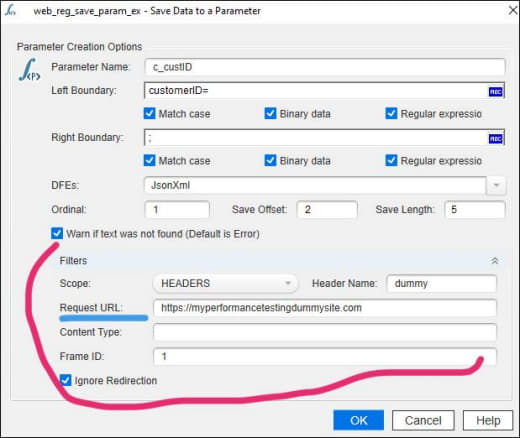 web_reg_save_param_ex - Save Data to a Parameter
Parameter Creation Options
<P>
Parameter Name: c_custID
Left Boundary: customerID=
ABC
Match case Binary data Regular expressio
Right Boundary: ;
ABC
Match case Binary data Regular expressio
DFEs: JsonXml
Ordinal: 1 Save Offset: 2 Save Length: 5
Warn if text was not found (Default is Error)
Filters
Scope: HEADERS Header Name: dummy
Request URL: https://myperformancetestingdummysite.com
Content Type:
Frame ID: 1
Ignore Redirection
OK Cancel Help